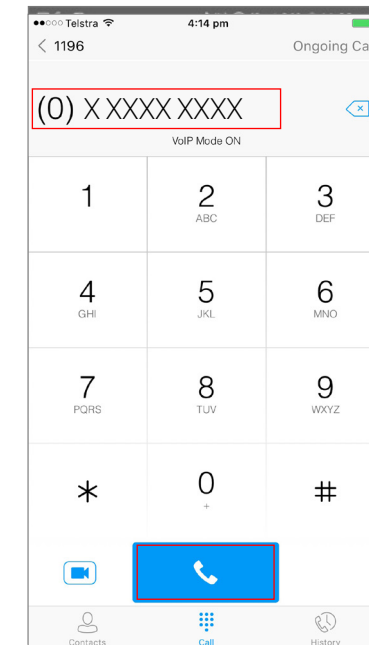 Telstra 4:14 pm
< 1196 Ongoing Ca
(0) X XXXX XXXX
VoIP Mode ON
1 2 3
ABC DEF
4 5 6
GHI JKL MNO
7 8 9
PQRS TUV WXYZ
* 0 #
+
Contacts Call History